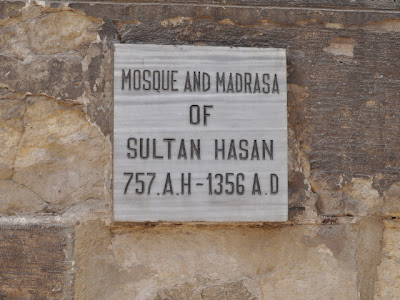 MOSQUE AND MADRASA
OF
SULTAN HASAN
757.A.H-1356 A.D